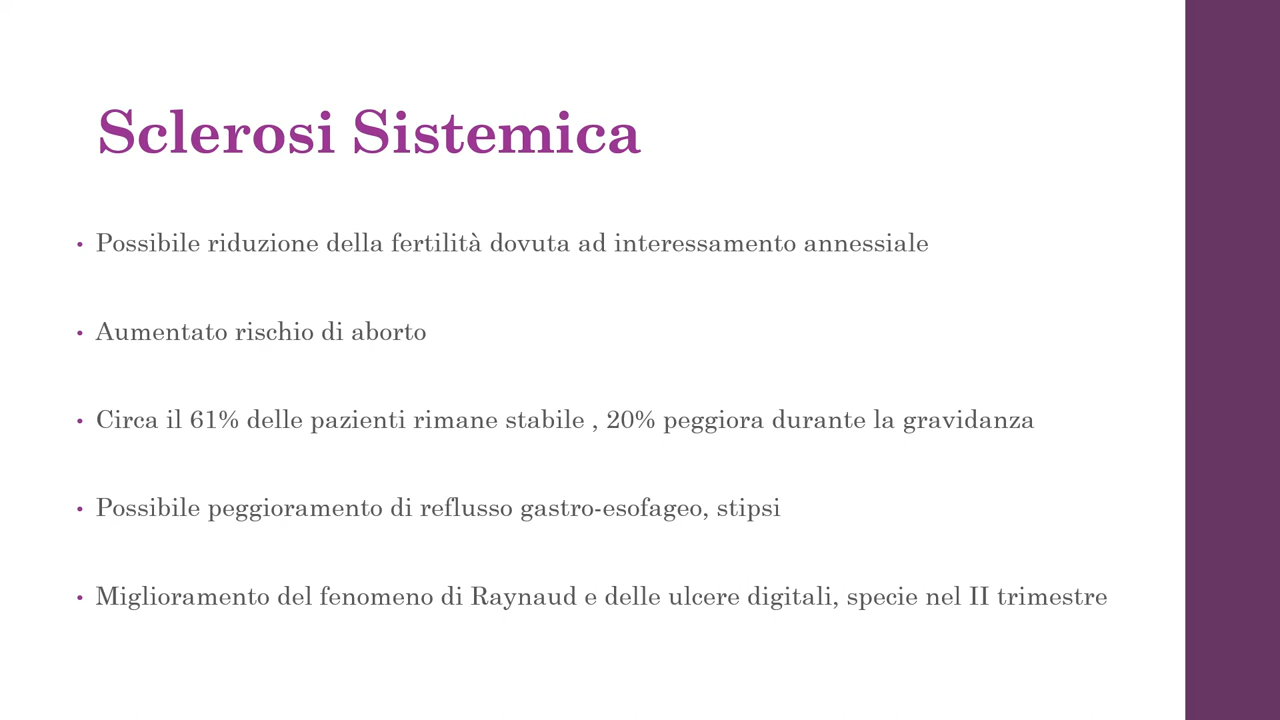 Sclerosi Sistemica
• Possibile riduzione della fertilità dovuta ad interessamento annessiale
• Aumentato rischio di aborto
• Circa il 61% delle pazienti rimane stabile , 20% peggiora durante la gravidanza
• Possibile peggioramento di reflusso gastro-esofageo, stipsi
• Miglioramento del fenomeno di Raynaud e delle ulcere digitali, specie nel II trimestre